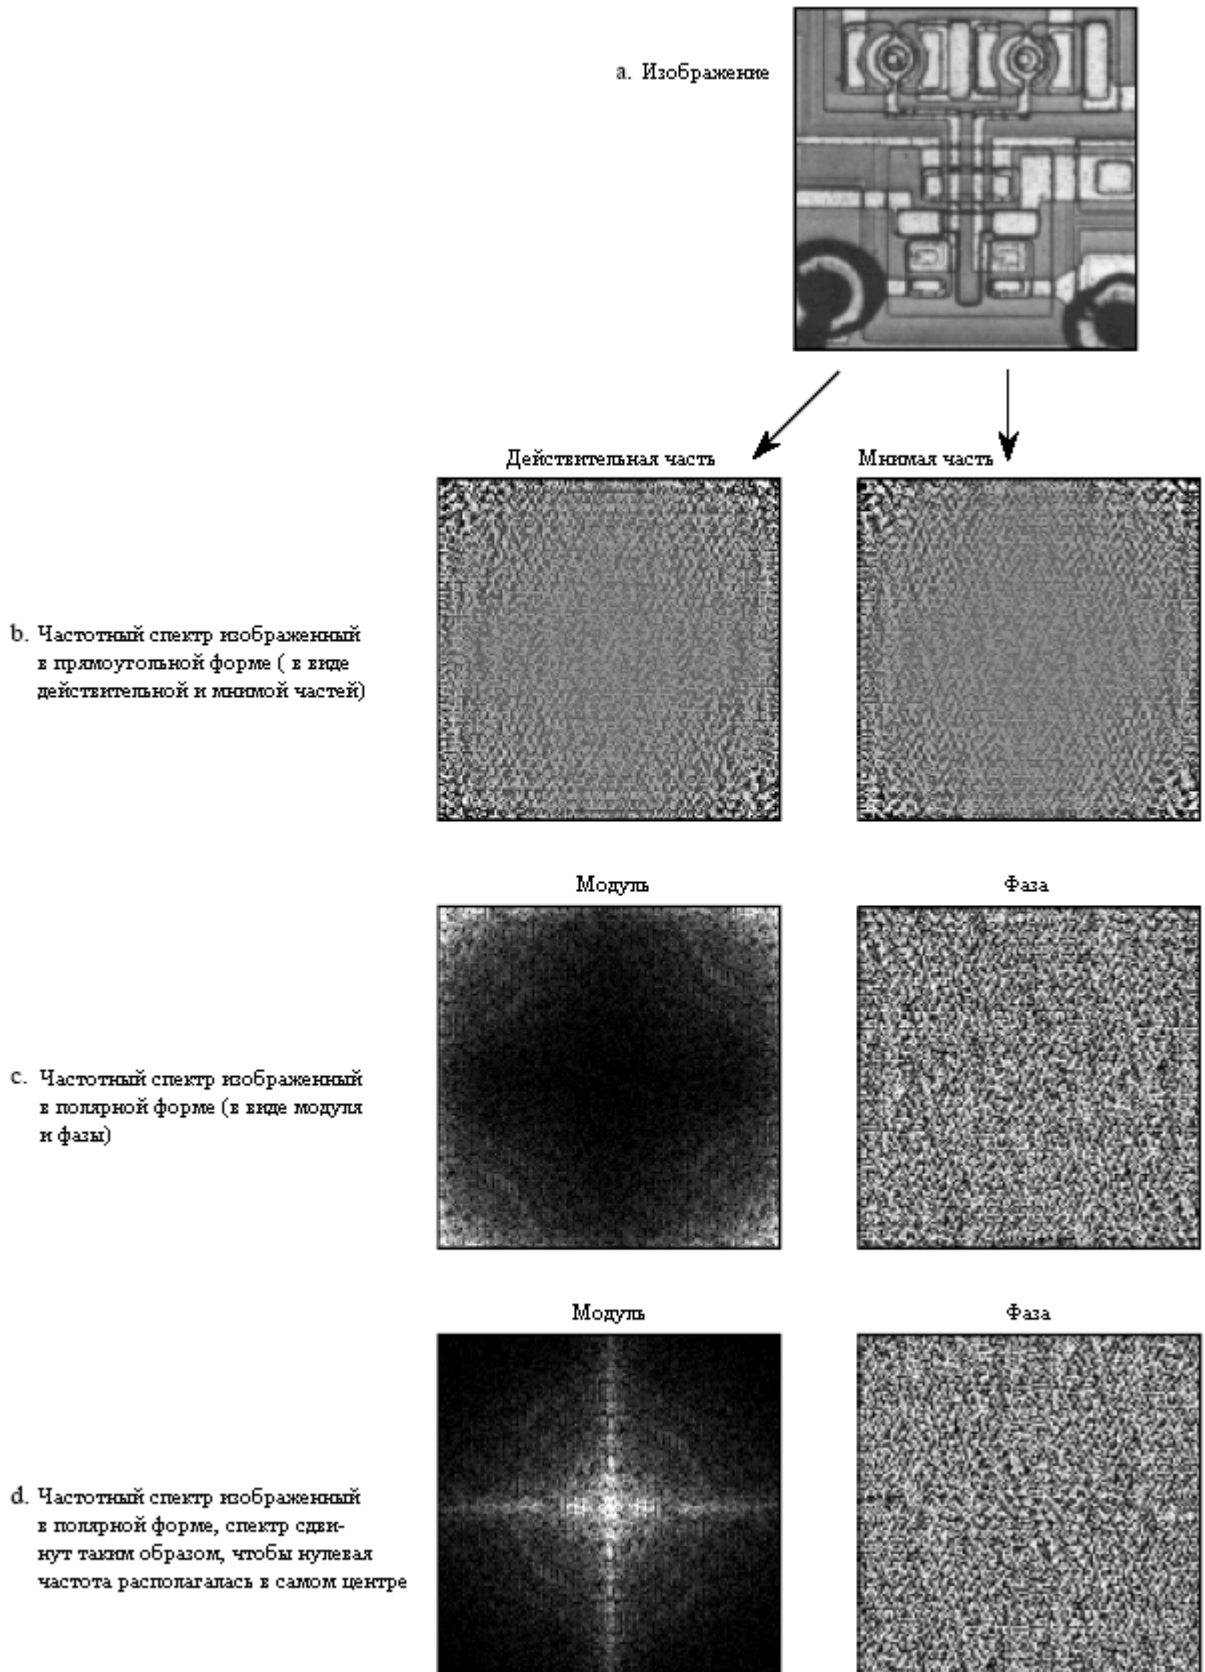 a. Изображение
Действительная часть
Мнимая часть
b. Частотный спектр изображенный
в прямоугольной форме ( в виде
действительной и мнимой частей)
Модуль
Фаза
c. Частотный спектр изображенный
в полярной форме (в виде модуля
и фазы)
Модуль
Фаза
d. Частотный спектр изображенный
в полярной форме, спектр сдви-
нут таким образом, чтобы нулевая
частота располагалась в самом центре